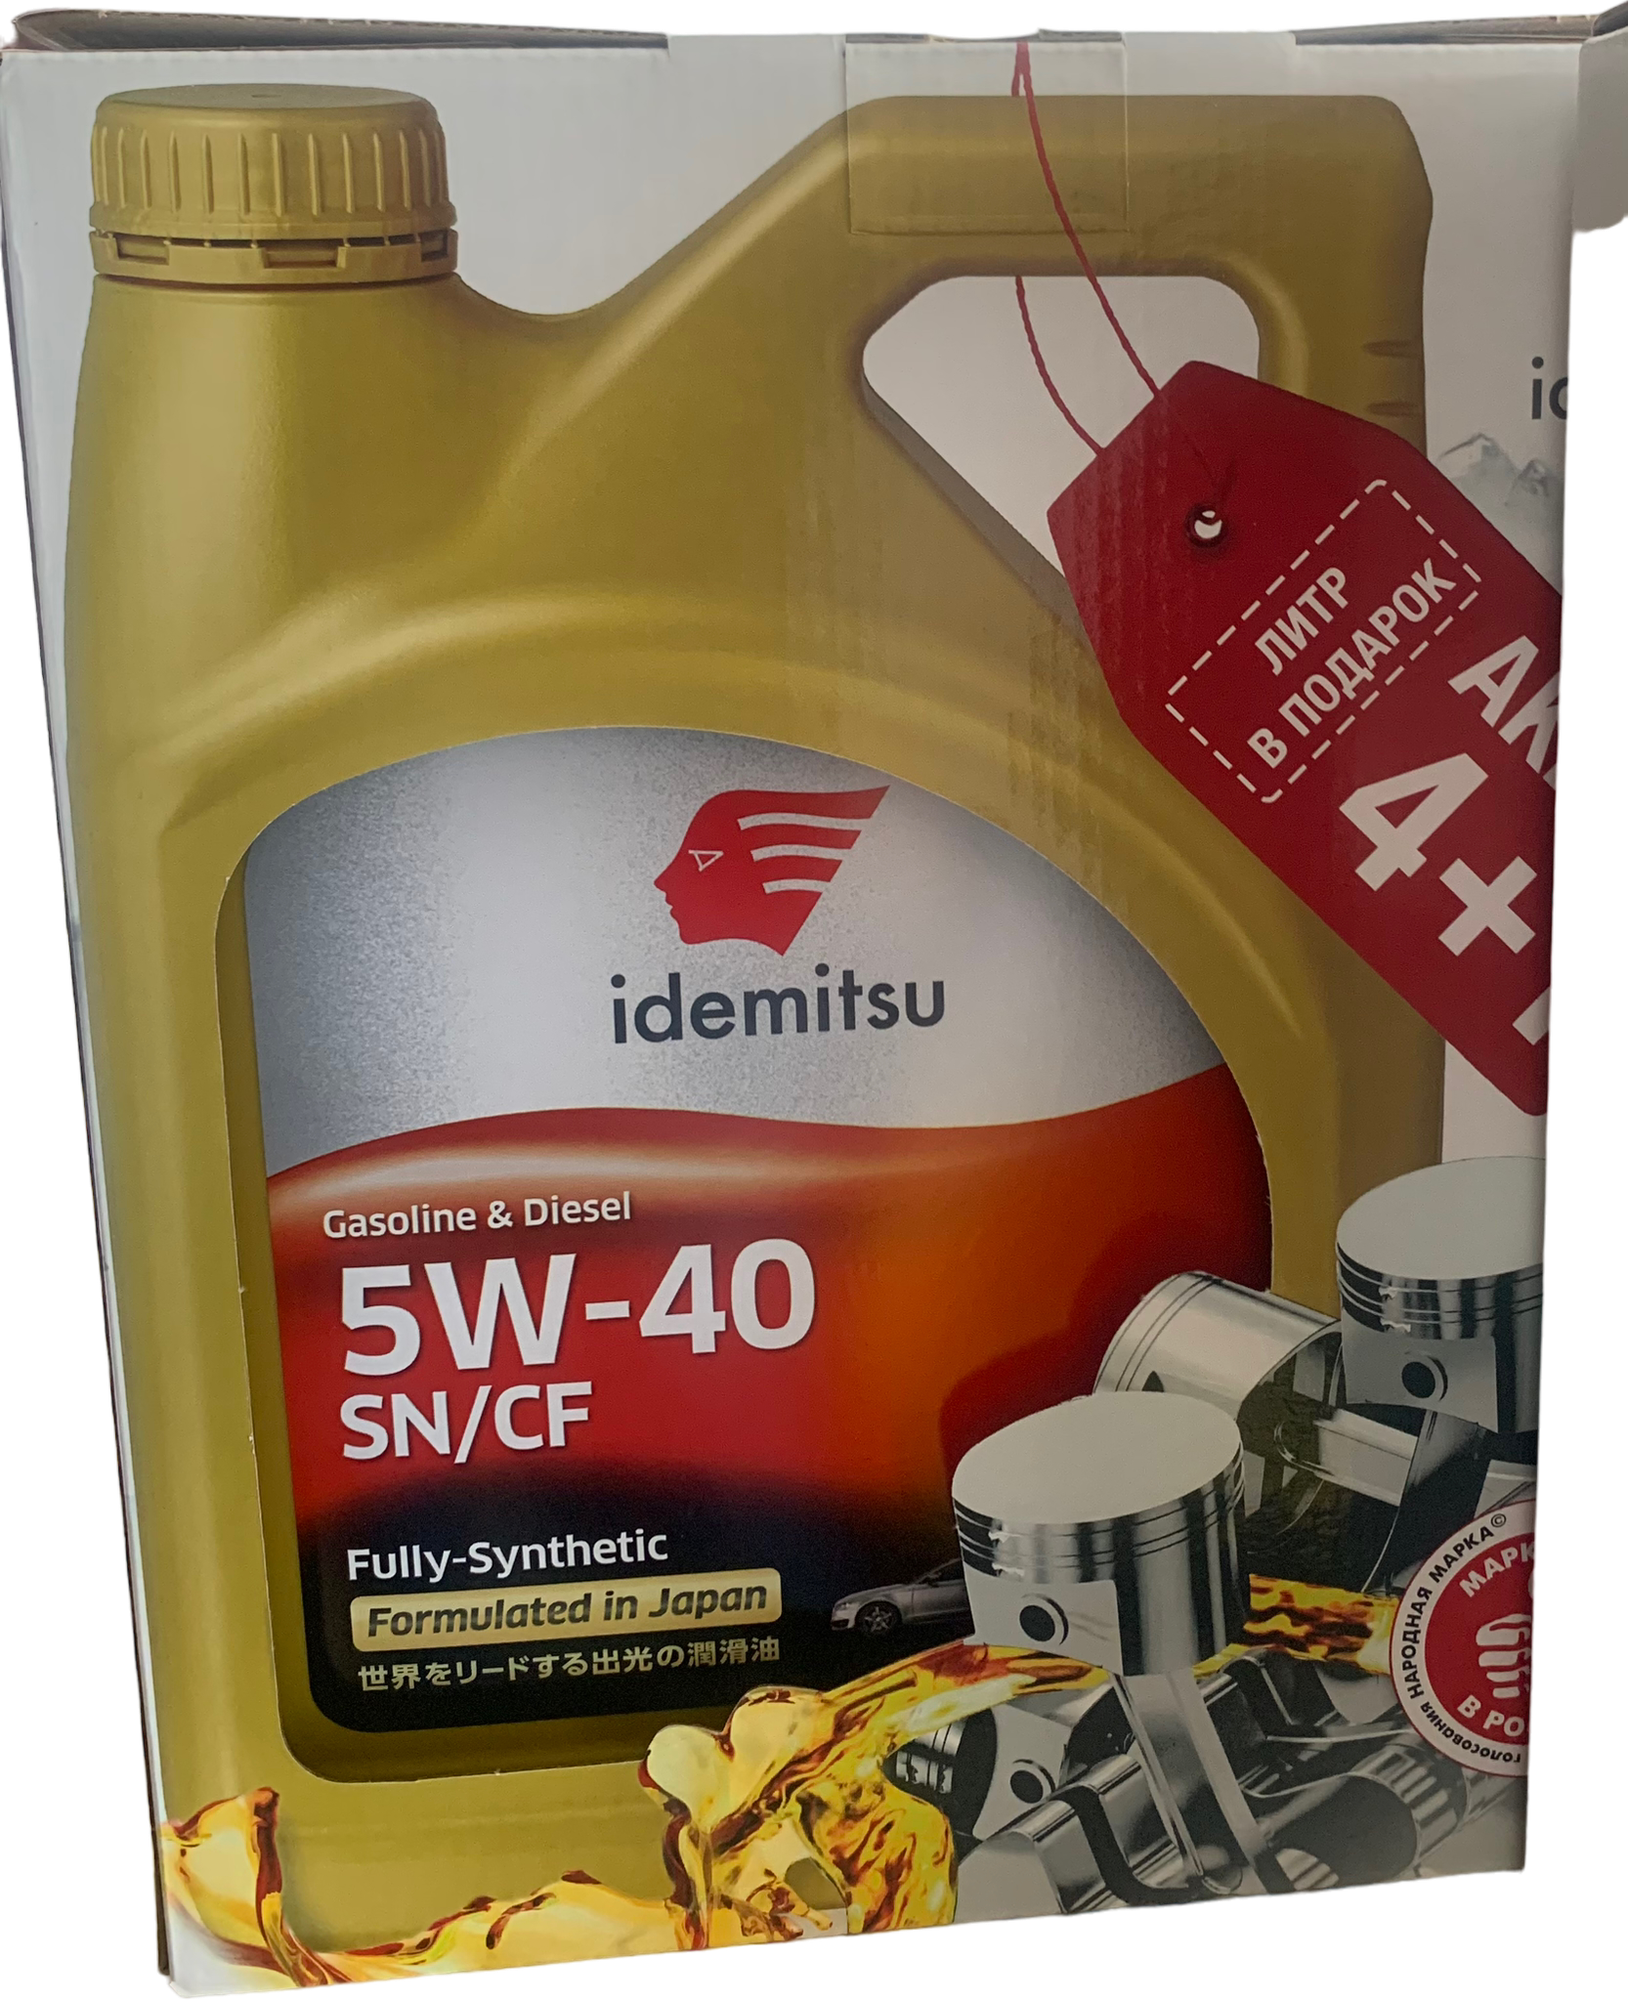 ЛИТР
В ПОДАРОК
4+
idemitsu
Gasoline & Diesel
5W-40
SN/CF
Fully-Synthetic
Formulated in Japan
世界をリードする出光の潤滑油
НАРОДНАЯ МАРКА©
голосования